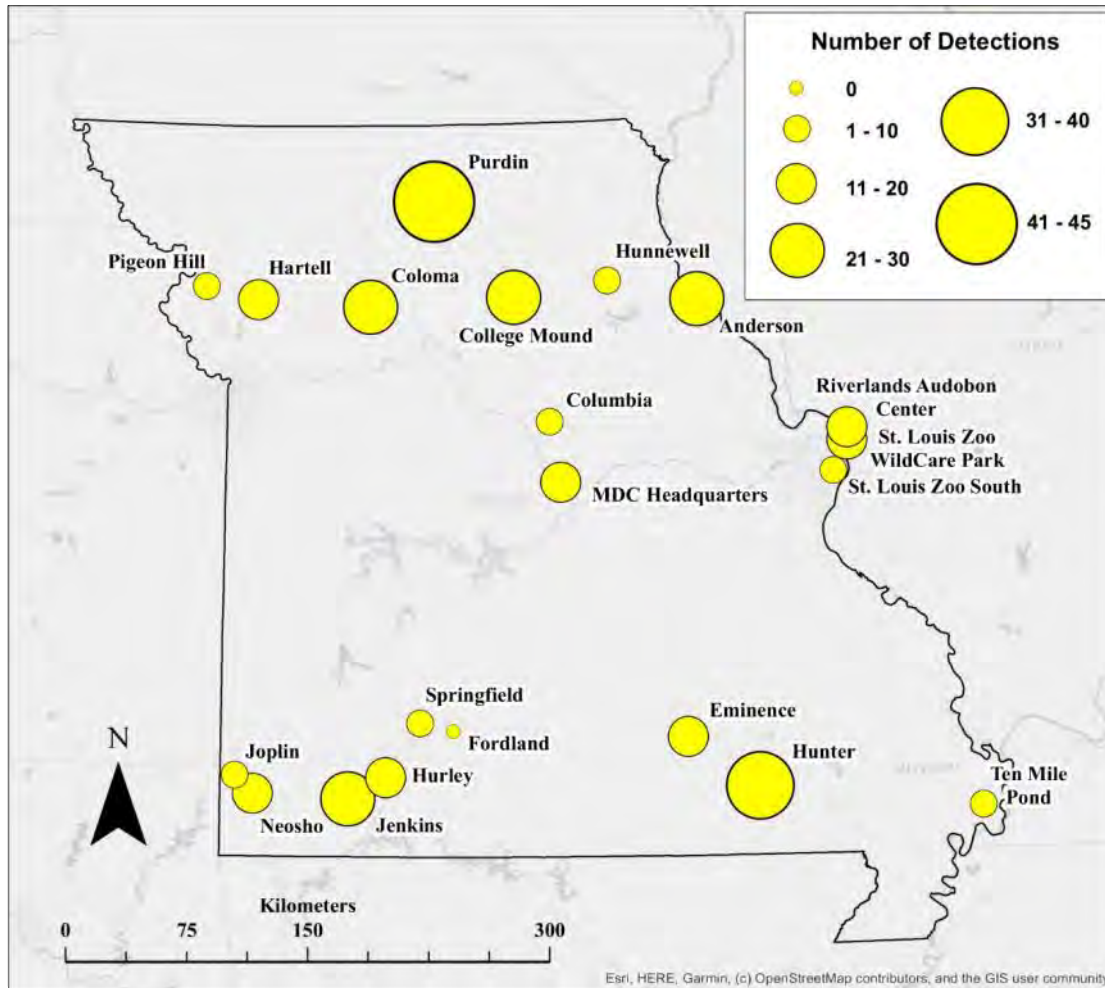 Number of Detections
0
1 - 10
11 - 20
21 - 30
31 - 40
41 - 45
Purdin
Pigeon Hill
Hartell
Coloma
College Mound
Hunnewell
Anderson
Columbia
MDC Headquarters
Riverlands Audobon
Center
St. Louis Zoo
WildCare Park
St. Louis Zoo South
Springfield
Fordland
Joplin
Neosho
Hurley
Jenkins
Eminence
Hunter
Ten Mile
Pond
N
Kilometers
0 75 150 300
Esri, HERE, Garmin, (c) OpenStreetMap contributors, and the GIS user community